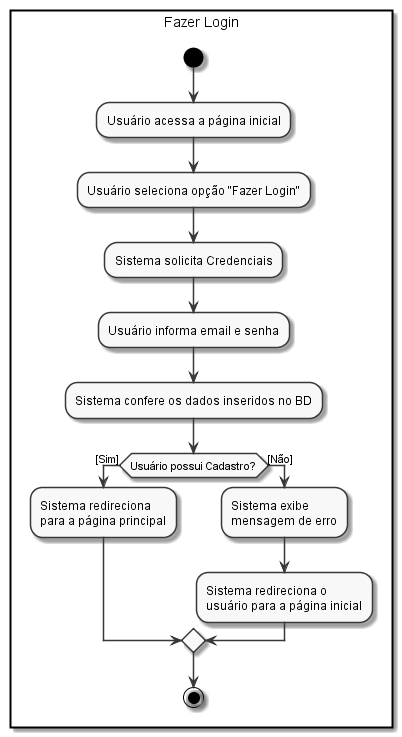 Fazer Login
Usuário acessa a página inicial
Usuário seleciona opção "Fazer Login"
Sistema solicita Credenciais
Usuário informa email e senha
Sistema confere os dados inseridos no BD
[Sim]
Usuário possui Cadastro?
[Não]
Sistema redireciona
para a página principal
Sistema exibe
mensagem de erro
Sistema redireciona o
usuário para a página inicial